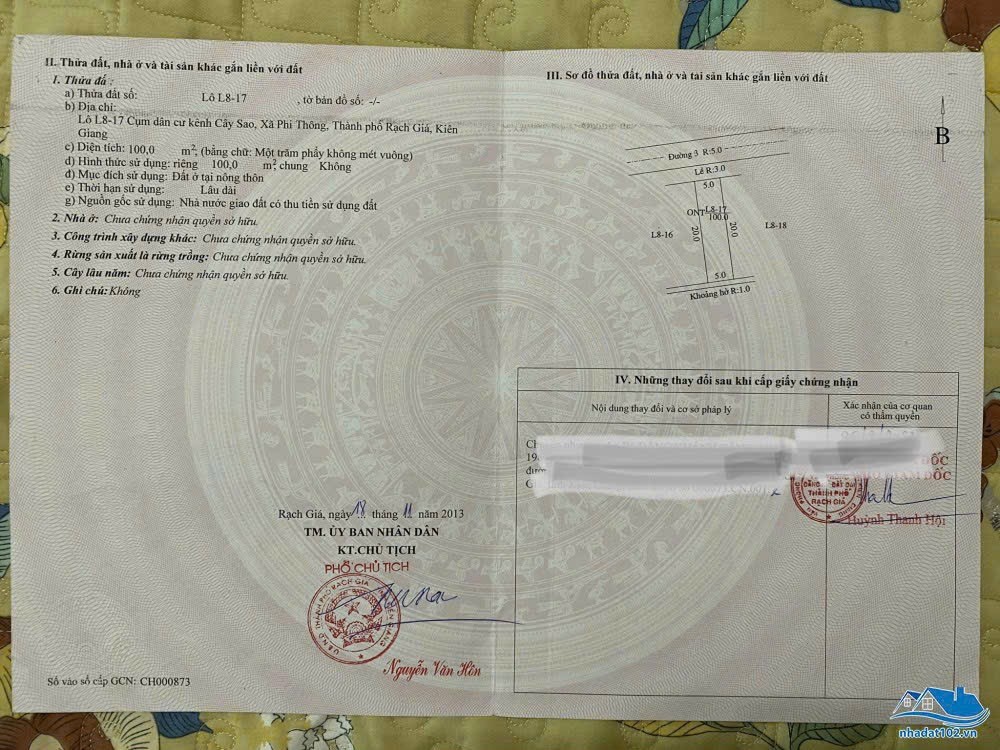 II. Thửa đất, nhà ở và tài sản khác gắn liền với đất
1. Thửa đấ :
a) Thửa đất số: Lô L8-17 , tờ bản đồ số: -/-
b) Địa chỉ:
Lô L8-17 Cụm dân cư kênh Cây Sao, Xã Phi Thông, Thành phố Rạch Giá, Kiên
Giang
c) Diện tích: 100,0 m², (bằng chữ: Một trăm phẩy không mét vuông)
d) Hình thức sử dụng: riêng 100,0 m², chung Không
d) Mục đích sử dụng: Đất ở tại nông thôn
e) Thời hạn sử dụng: Lâu dài
g) Nguồn gốc sử dụng: Nhà nước giao đất có thu tiền sử dụng đất
2. Nhà ở: Chưa chứng nhận quyền sở hữu.
3. Công trình xây dựng khác: Chưa chứng nhận quyền sở hữu.
4. Rừng sản xuất là rừng trồng: Chưa chứng nhận quyền sở hữu.
5. Cây lâu năm: Chưa chứng nhận quyền sở hữu.
6. Ghi chú: Không
Rạch Giá, ngày 18 tháng 11 năm 2013
TM. ỦY BAN NHÂN DÂN
KT.CHỦ TỊCH
PHÓ CHỦ TỊCH
Nguyễn Văn Hôn
Số vào sổ cấp GCN: CH000873
III. Sơ đồ thửa đất, nhà ở và tài sản khác gắn liền với đất
B
Đường 3 R:5.0
Lề R:3.0
5.0
ONT L8-17
100.0
L8-16
20.0
20.0
L8-18
5.0
Khoảng hở R:1.0
IV. Những thay đổi sau khi cấp giấy chứng nhận
Nội dung thay đổi và cơ sở pháp lý
Xác nhận của cơ quan
có thẩm quyền
ĐỐC
GIÁM ĐỐC
ĐĂNG ĐẤT ĐAI
THÀNH PHỐ
RẠCH GIÁ
Huỳnh Thanh Hội
nhadat102.vn